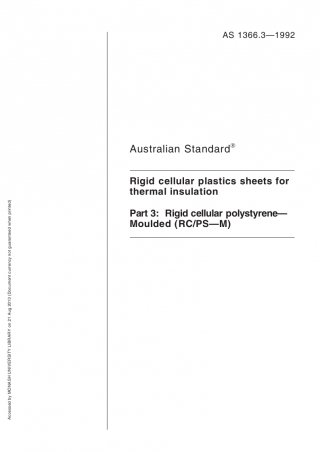 AS 1366.3—1992
Australian Standard®
Rigid cellular plastics sheets for
thermal insulation
Part 3: Rigid cellular polystyrene—
Moulded (RC/PS—M)
Accessed by MONASH UNIVERSITY LIBRARY on 21 Aug 2013 (Document currency not guaranteed when printed)